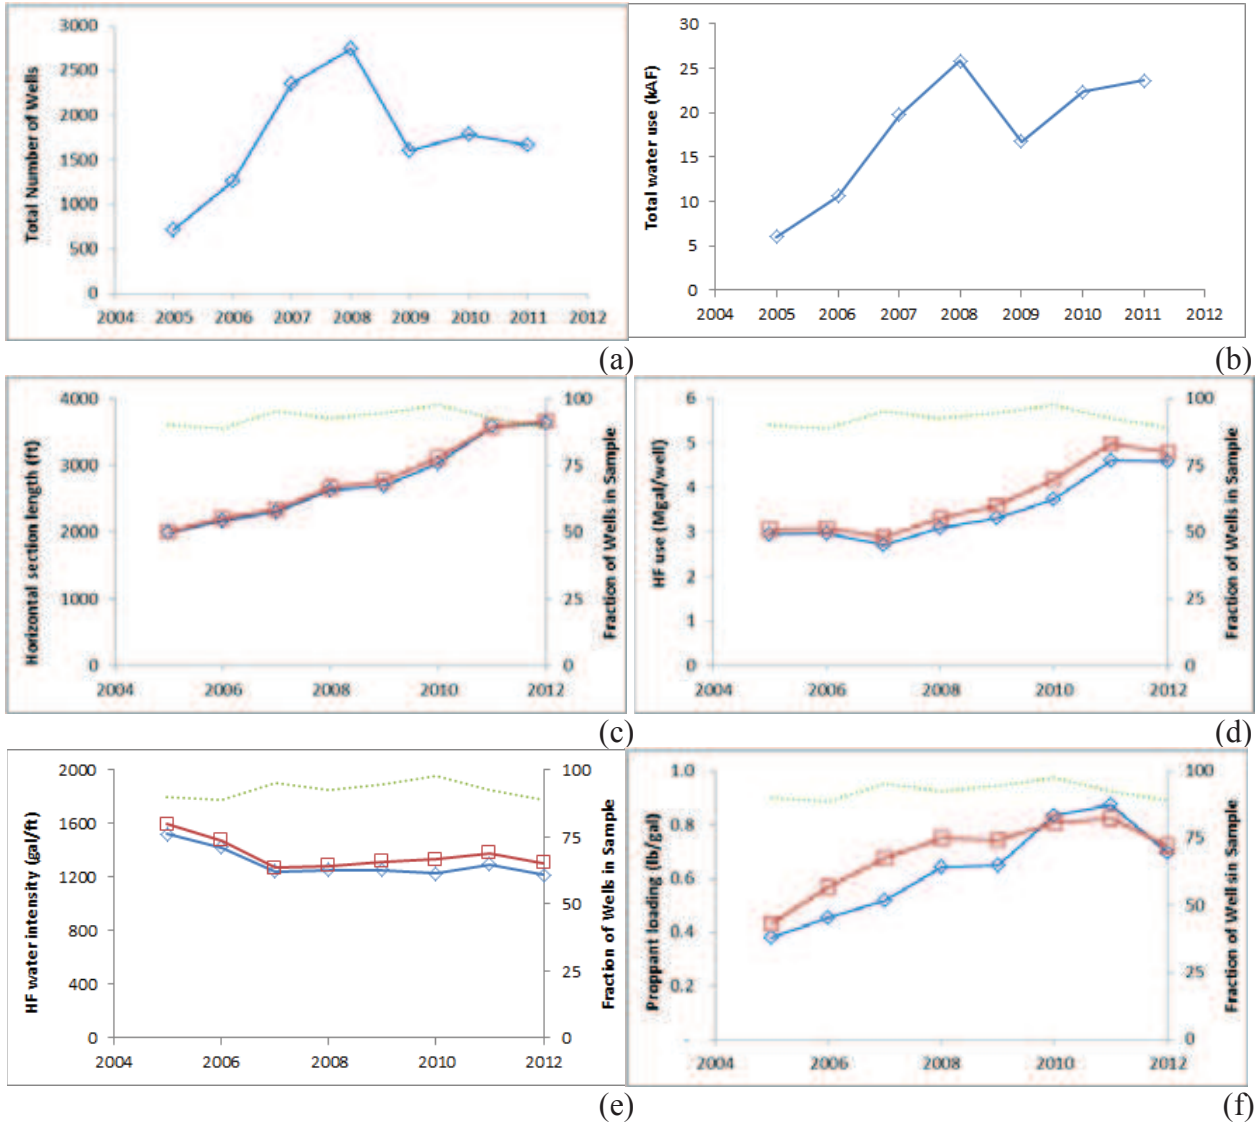 3000
2500
2000
1500
1000
500
0
2004 2005 2006 2007 2008 2009 2010 2011 2012
Total Number of Wells
(a)
30
25
20
15
10
5
0
2004 2005 2006 2007 2008 2009 2010 2011 2012
Total water use (kAF)
(b)
4000
3000
2000
1000
0
100
75
50
25
0
2004 2006 2008 2010 2012
Horizontal section length (ft)
Fraction of Wells in Sample
(c)
6
5
4
3
2
1
0
100
75
50
25
0
2004 2006 2008 2010 2012
HF use (Mgal/well)
Fraction of Wells in Sample
(d)
2000
1600
1200
800
400
0
100
75
50
25
0
2004 2006 2008 2010 2012
HF water intensity (gal/ft)
Fraction of Wells in Sample
(e)
1.0
0.8
0.6
0.4
0.2
-
100
75
50
25
0
2004 2006 2008 2010 2012
Proppant loading (lb/gal)
Fraction of Well sin Sample
(f)